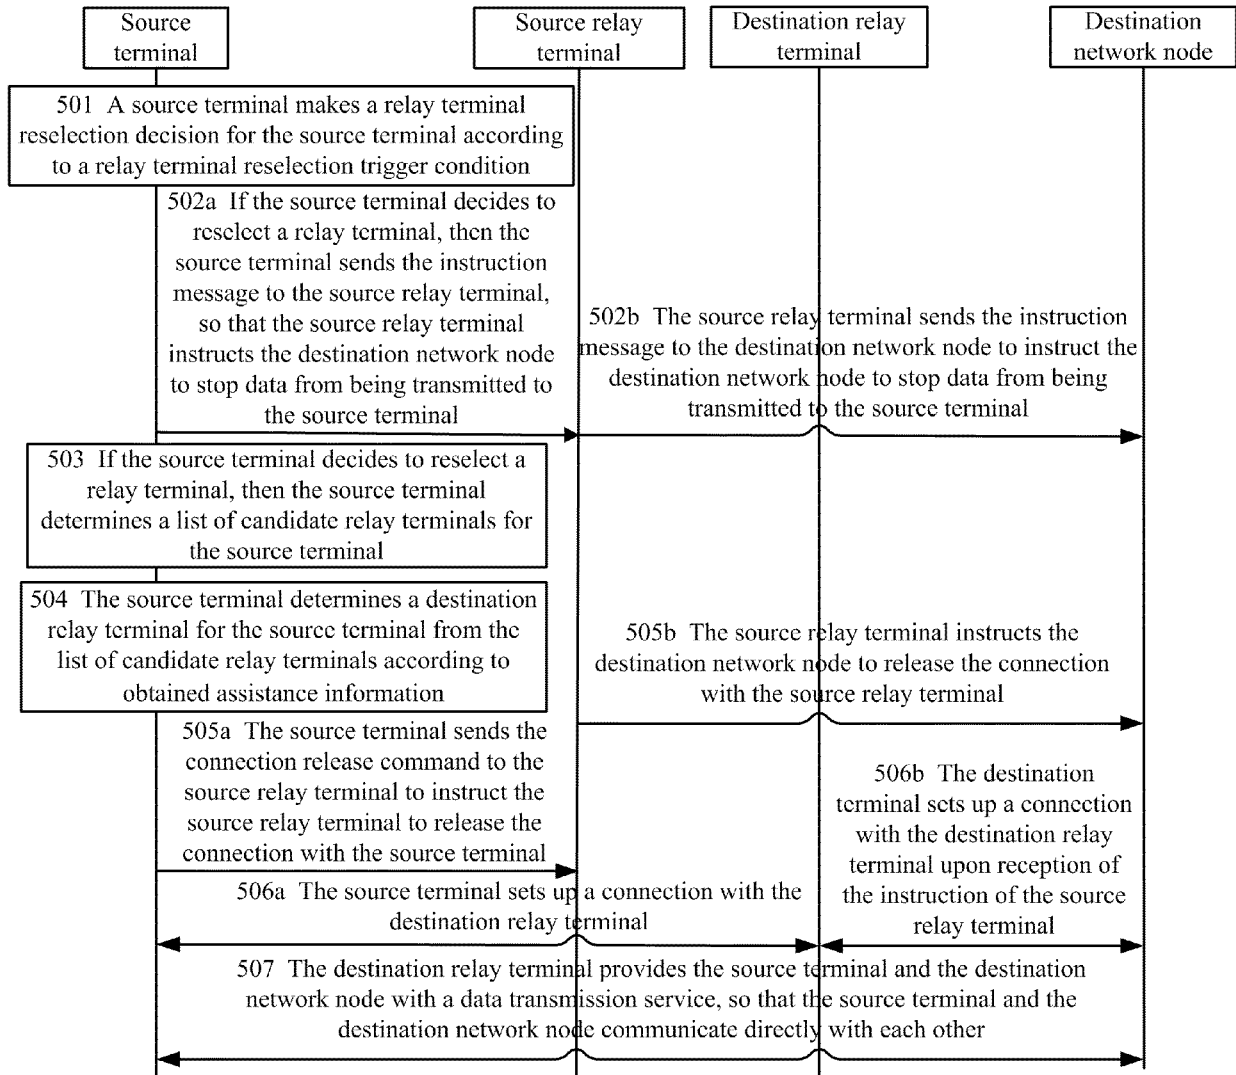 Source
terminal
Source relay
terminal
Destination relay
terminal
Destination
network node
501 A source terminal makes a relay terminal
reselection decision for the source terminal according
to a relay terminal reselection trigger condition
502a If the source terminal decides to
reselect a relay terminal, then the
source terminal sends the instruction
message to the source relay terminal,
so that the source relay terminal
instructs the destination network node
to stop data from being transmitted to
the source terminal
502b The source relay terminal sends the instruction
message to the destination network node to instruct the
destination network node to stop data from being
transmitted to the source terminal
503 If the source terminal decides to reselect a
relay terminal, then the source terminal
determines a list of candidate relay terminals for
the source terminal
504 The source terminal determines a destination
relay terminal for the source terminal from the
list of candidate relay terminals according to
obtained assistance information
505b The source relay terminal instructs the
destination network node to release the connection
with the source relay terminal
505a The source terminal sends the
connection release command to the
source relay terminal to instruct the
source relay terminal to release the
connection with the source terminal
506b The destination
terminal sets up a connection
with the destination relay
terminal upon reception of
the instruction of the source
relay terminal
506a The source terminal sets up a connection with the
destination relay terminal
507 The destination relay terminal provides the source terminal and the destination
network node with a data transmission service, so that the source terminal and the
destination network node communicate directly with each other